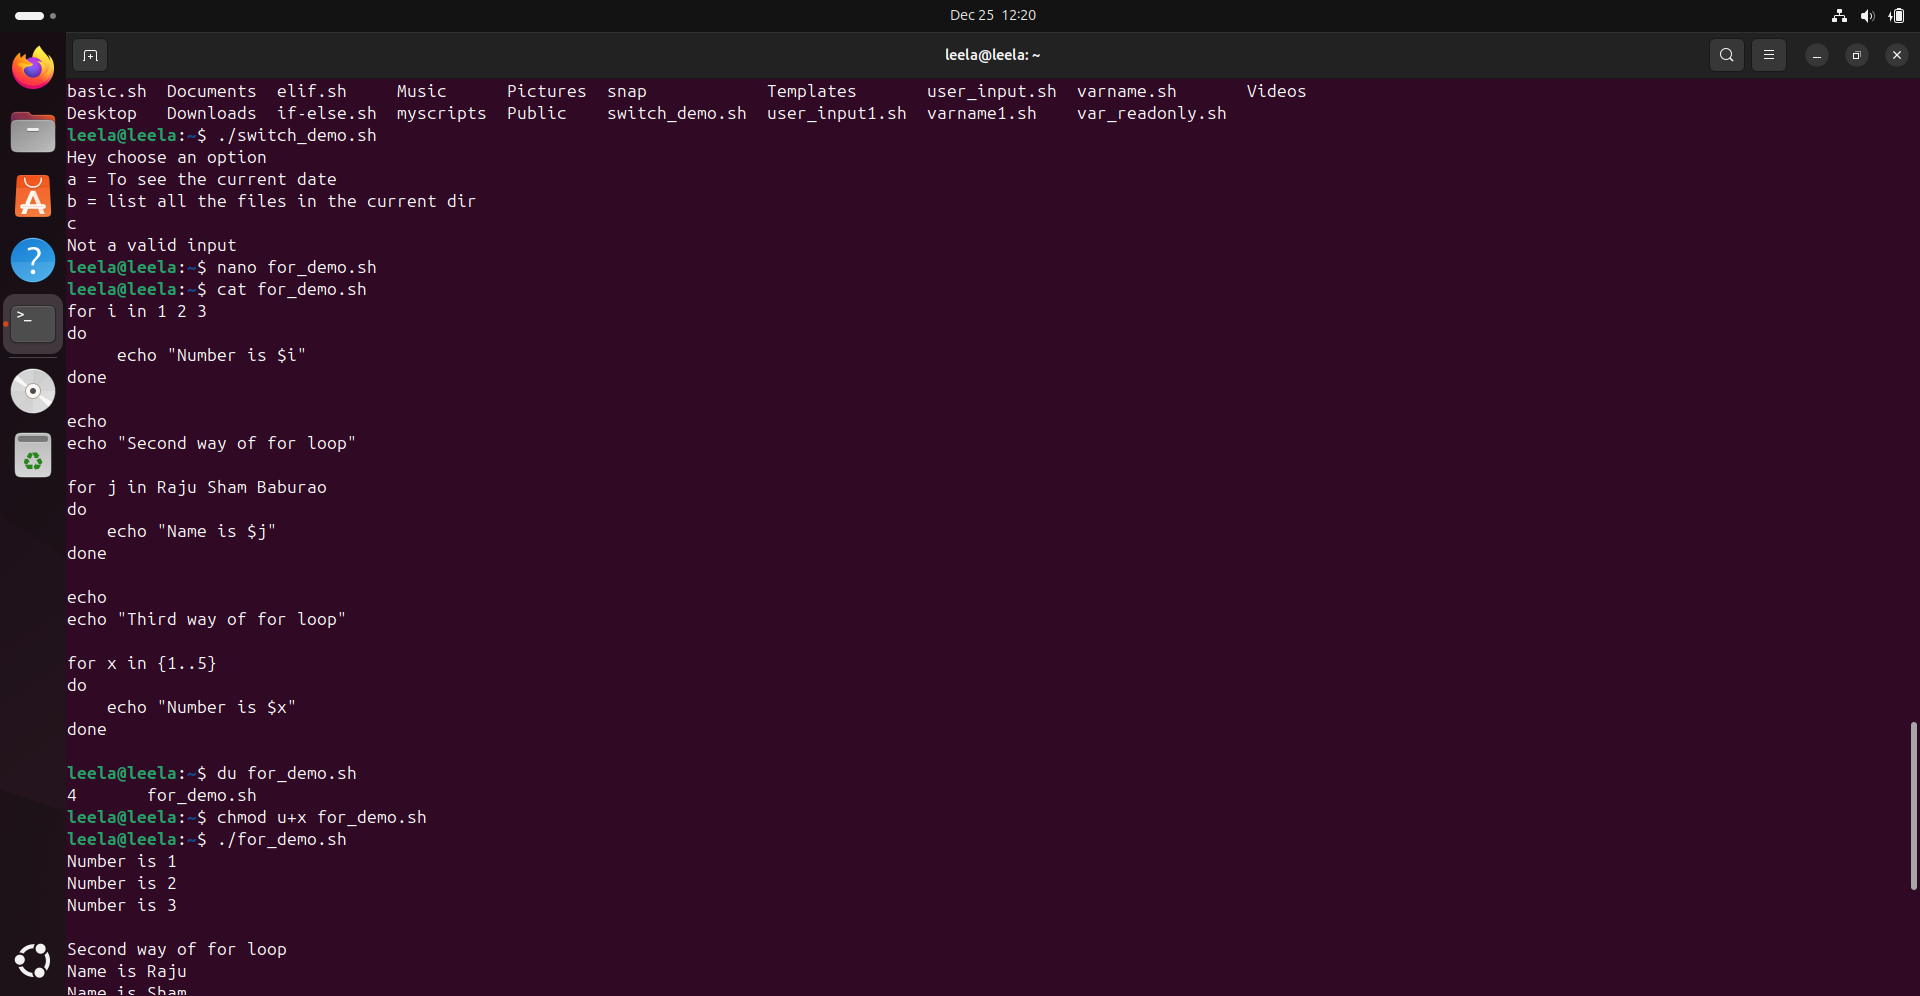 Dec 25 12:20
leela@leela: ~
basic.sh  Documents  elif.sh     Music      Pictures  snap            Templates       user_input.sh  varname.sh       Videos
Desktop   Downloads  if-else.sh  myscripts  Public    switch_demo.sh  user_input1.sh  varname1.sh    var_readonly.sh
leela@leela:~$ ./switch_demo.sh
Hey choose an option
a = To see the current date
b = list all the files in the current dir
c
Not a valid input
leela@leela:~$ nano for_demo.sh
leela@leela:~$ cat for_demo.sh
for i in 1 2 3
do
     echo "Number is $i"
done

echo
echo "Second way of for loop"

for j in Raju Sham Baburao
do
    echo "Name is $j"
done

echo
echo "Third way of for loop"

for x in {1..5}
do
    echo "Number is $x"
done

leela@leela:~$ du for_demo.sh
4       for_demo.sh
leela@leela:~$ chmod u+x for_demo.sh
leela@leela:~$ ./for_demo.sh
Number is 1
Number is 2
Number is 3

Second way of for loop
Name is Raju
Name is Sham